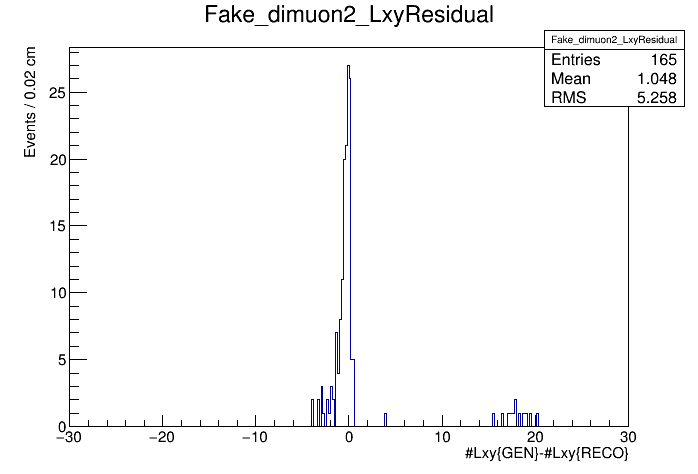 Fake_dimuon2_LxyResidual
Fake_dimuon2_LxyResidual
Entries 165
Mean 1.048
RMS 5.258
Events / 0.02 cm
25
20
15
10
5
0
−30 −20 −10 0 10 20 30
#Lxy{GEN}-#Lxy{RECO}